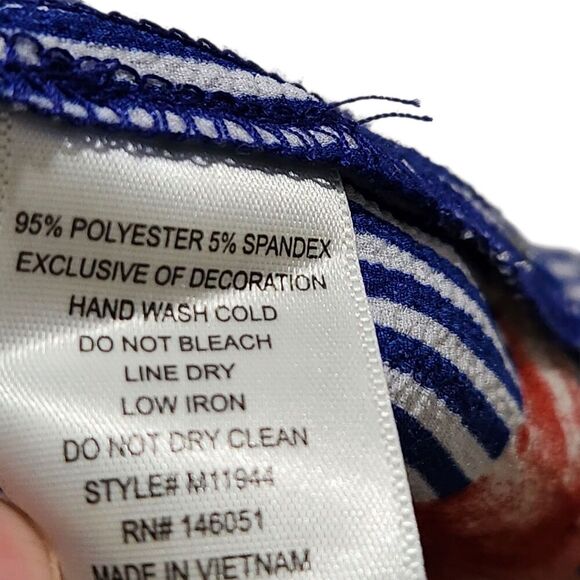 95% POLYESTER 5% SPANDEX
EXCLUSIVE OF DECORATION
HAND WASH COLD
DO NOT BLEACH
LINE DRY
LOW IRON
DO NOT DRY CLEAN
STYLE# M11944
RN# 146051
MADE IN VIETNAM